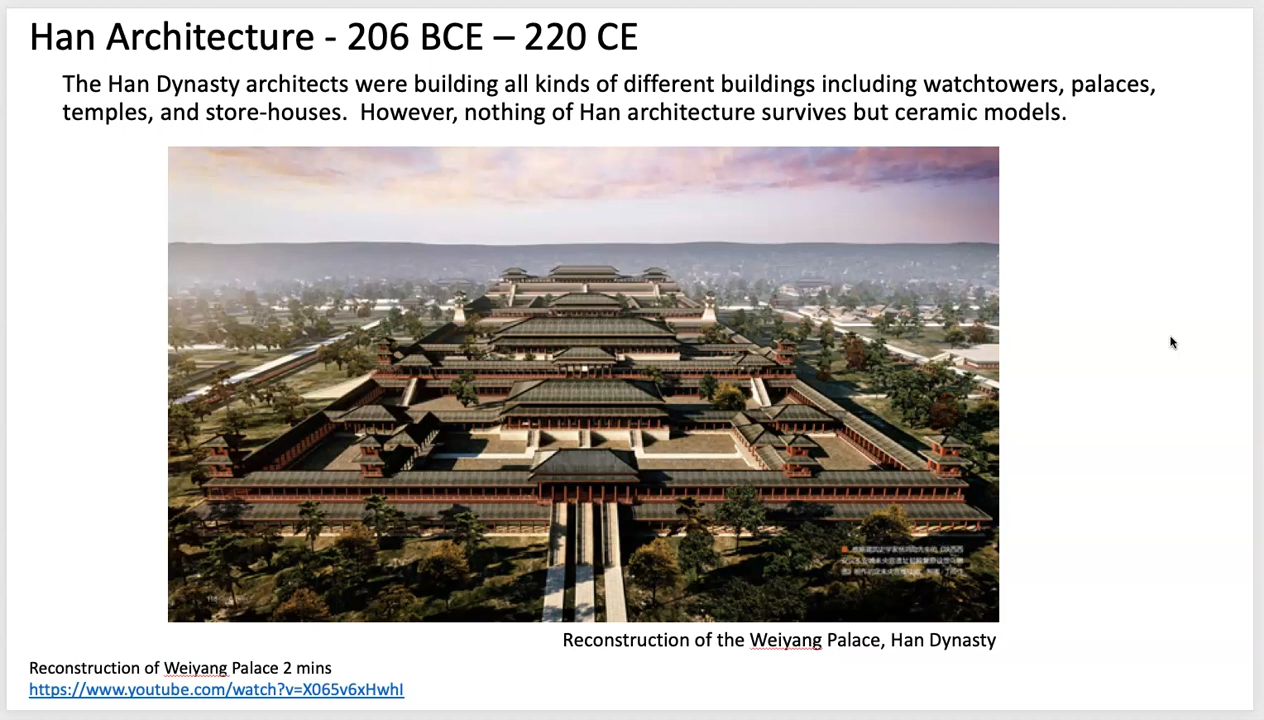 Han Architecture - 206 BCE – 220 CE
The Han Dynasty architects were building all kinds of different buildings including watchtowers, palaces,
temples, and store-houses.  However, nothing of Han architecture survives but ceramic models.
Reconstruction of the Weiyang Palace, Han Dynasty
Reconstruction of Weiyang Palace 2 mins
https://www.youtube.com/watch?v=X065v6xHwhI